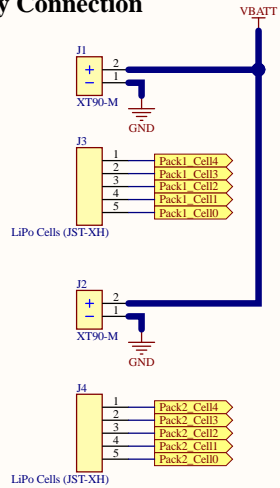 y Connection
VBATT
J1
+ 2
− 1
XT90-M
GND
J3
1 Pack1_Cell4
2 Pack1_Cell3
3 Pack1_Cell2
4 Pack1_Cell1
5 Pack1_Cell0
LiPo Cells (JST-XH)
J2
+ 2
− 1
XT90-M
GND
J4
1 Pack2_Cell4
2 Pack2_Cell3
3 Pack2_Cell2
4 Pack2_Cell1
5 Pack2_Cell0
LiPo Cells (JST-XH)